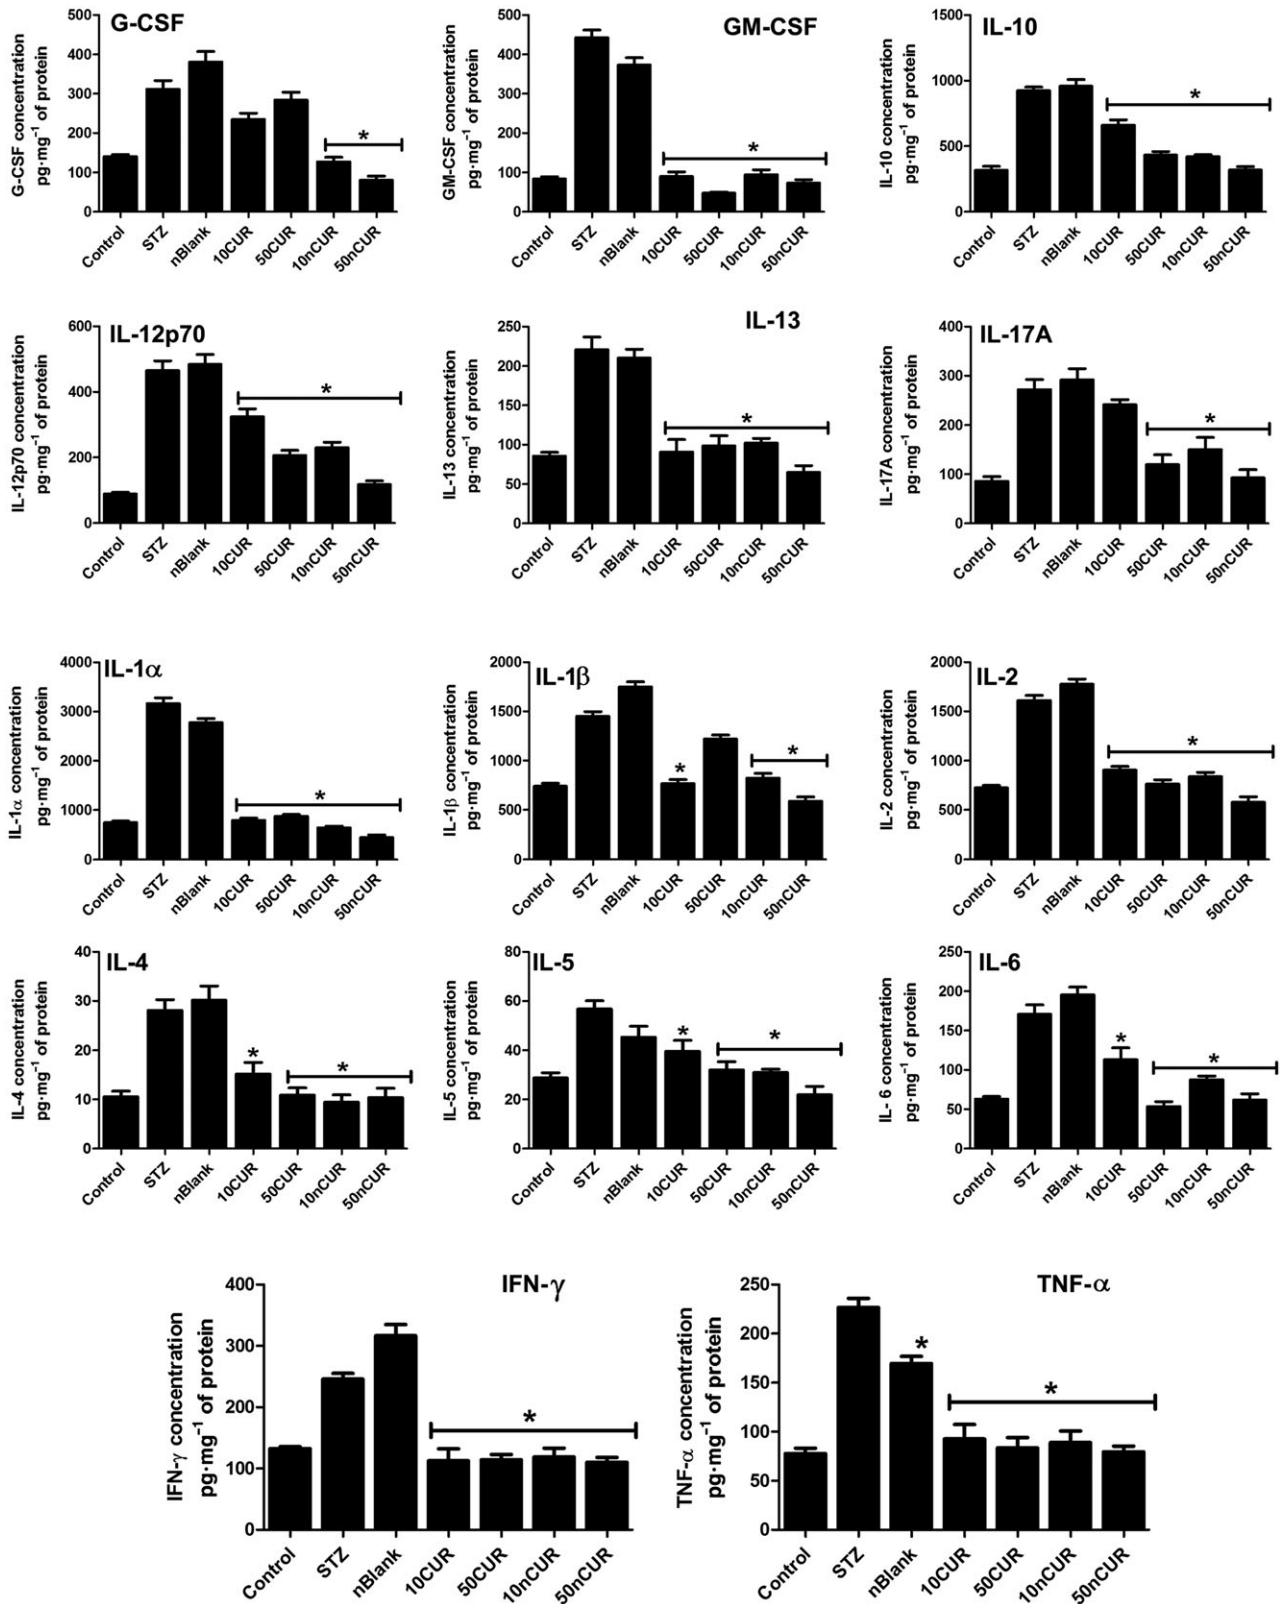 G-CSF
G-CSF concentration
pg·mg⁻¹ of protein
500
400
300
200
100
0
*
Control
STZ
nBlank
10CUR
50CUR
10nCUR
50nCUR
GM-CSF
GM-CSF concentration
pg·mg⁻¹ of protein
500
400
300
200
100
0
*
Control
STZ
nBlank
10CUR
50CUR
10nCUR
50nCUR
IL-10
IL-10 concentration
pg·mg⁻¹ of protein
1500
1000
500
0
*
Control
STZ
nBlank
10CUR
50CUR
10nCUR
50nCUR
IL-12p70
IL-12p70 concentration
pg·mg⁻¹ of protein
600
400
200
0
*
Control
STZ
nBlank
10CUR
50CUR
10nCUR
50nCUR
IL-13
IL-13 concentration
pg·mg⁻¹ of protein
250
200
150
100
50
0
*
Control
STZ
nBlank
10CUR
50CUR
10nCUR
50nCUR
IL-17A
IL-17A concentration
pg·mg⁻¹ of protein
400
300
200
100
0
*
Control
STZ
nBlank
10CUR
50CUR
10nCUR
50nCUR
IL-1α
IL-1α concentration
pg·mg⁻¹ of protein
4000
3000
2000
1000
0
*
Control
STZ
nBlank
10CUR
50CUR
10nCUR
50nCUR
IL-1β
IL-1β concentration
pg·mg⁻¹ of protein
2000
1500
1000
500
0
*
*
Control
STZ
nBlank
10CUR
50CUR
10nCUR
50nCUR
IL-2
IL-2 concentration
pg·mg⁻¹ of protein
2000
1500
1000
500
0
*
Control
STZ
nBlank
10CUR
50CUR
10nCUR
50nCUR
IL-4
IL-4 concentration
pg·mg⁻¹ of protein
40
30
20
10
0
*
*
Control
STZ
nBlank
10CUR
50CUR
10nCUR
50nCUR
IL-5
IL-5 concentration
pg·mg⁻¹ of protein
80
60
40
20
0
*
*
Control
STZ
nBlank
10CUR
50CUR
10nCUR
50nCUR
IL-6
IL- 6 concentration
pg·mg⁻¹ of protein
250
200
150
100
50
0
*
*
Control
STZ
nBlank
10CUR
50CUR
10nCUR
50nCUR
IFN-γ
IFN-γ concentration
pg·mg⁻¹ of protein
400
300
200
100
0
*
Control
STZ
nBlank
10CUR
50CUR
10nCUR
50nCUR
TNF-α
TNF-α concentration
pg·mg⁻¹ of protein
250
200
150
100
50
0
*
*
Control
STZ
nBlank
10CUR
50CUR
10nCUR
50nCUR